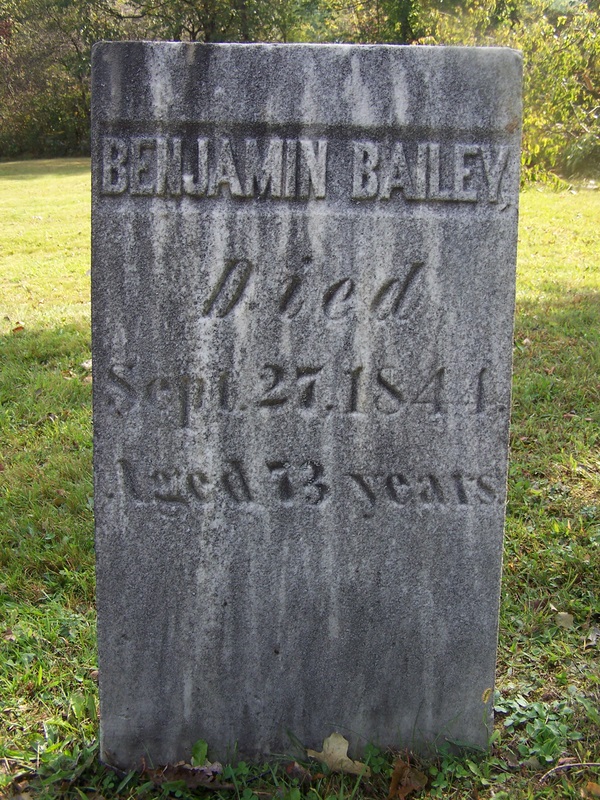 BENJAMIN BAILEY,
Died
Sept. 27, 1844.
Aged 73 years.